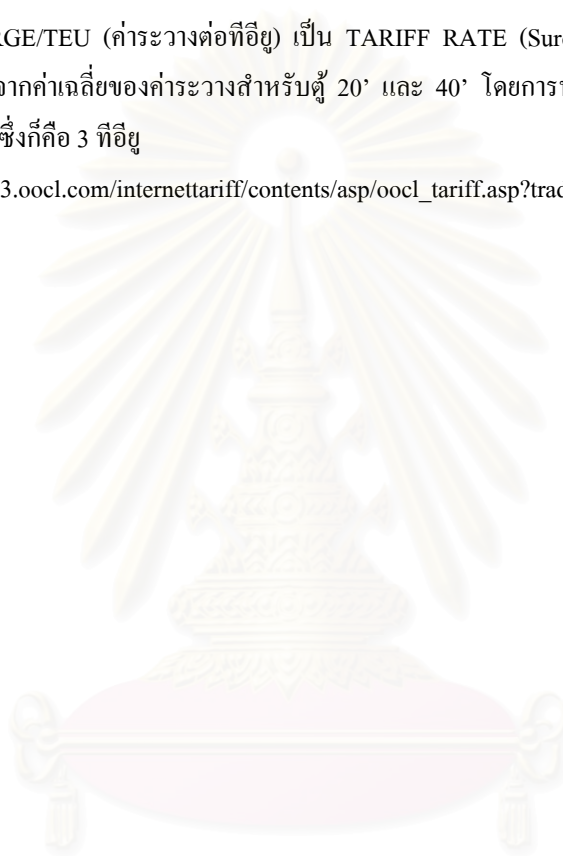 RGE/TEU (ค่าระวางต่อทีอียู) เป็น TARIFF RATE (Sur
จากค่าเฉลี่ยของค่าระวางสำหรับตู้ 20’ และ 40’ โดยการ
ซึ่งก็คือ 3 ทีอียู
3.oocl.com/internettariff/contents/asp/oocl_tariff.asp?trad